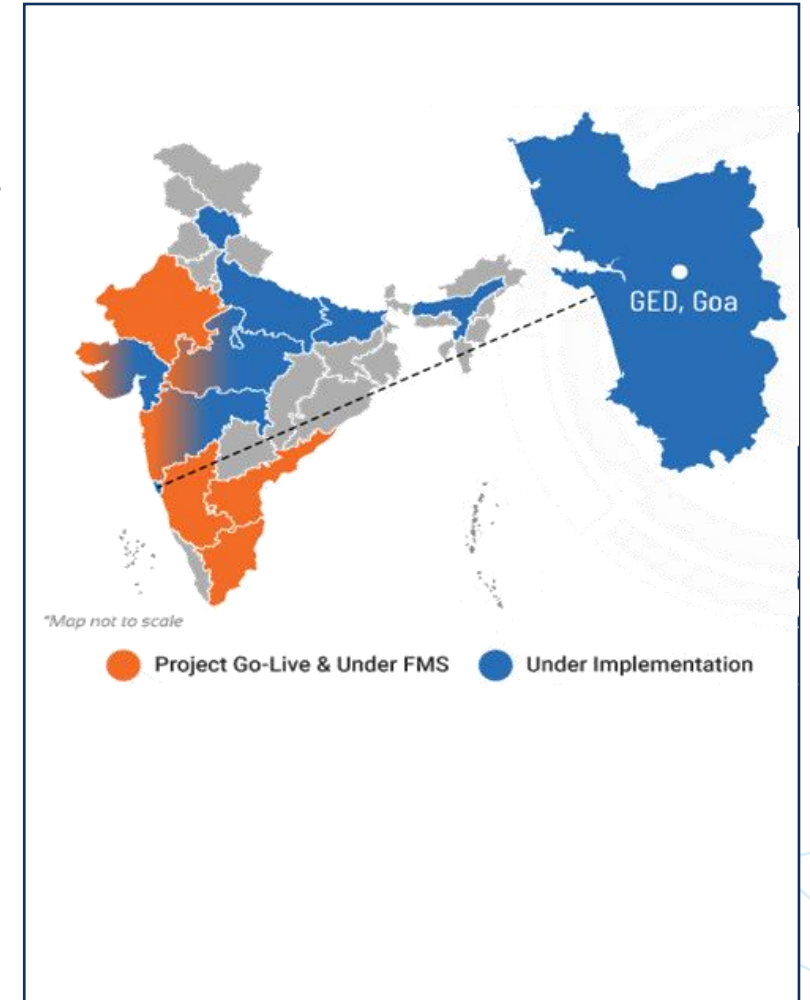 GED, Goa
*Map not to scale
Project Go-Live & Under FMS
Under Implementation